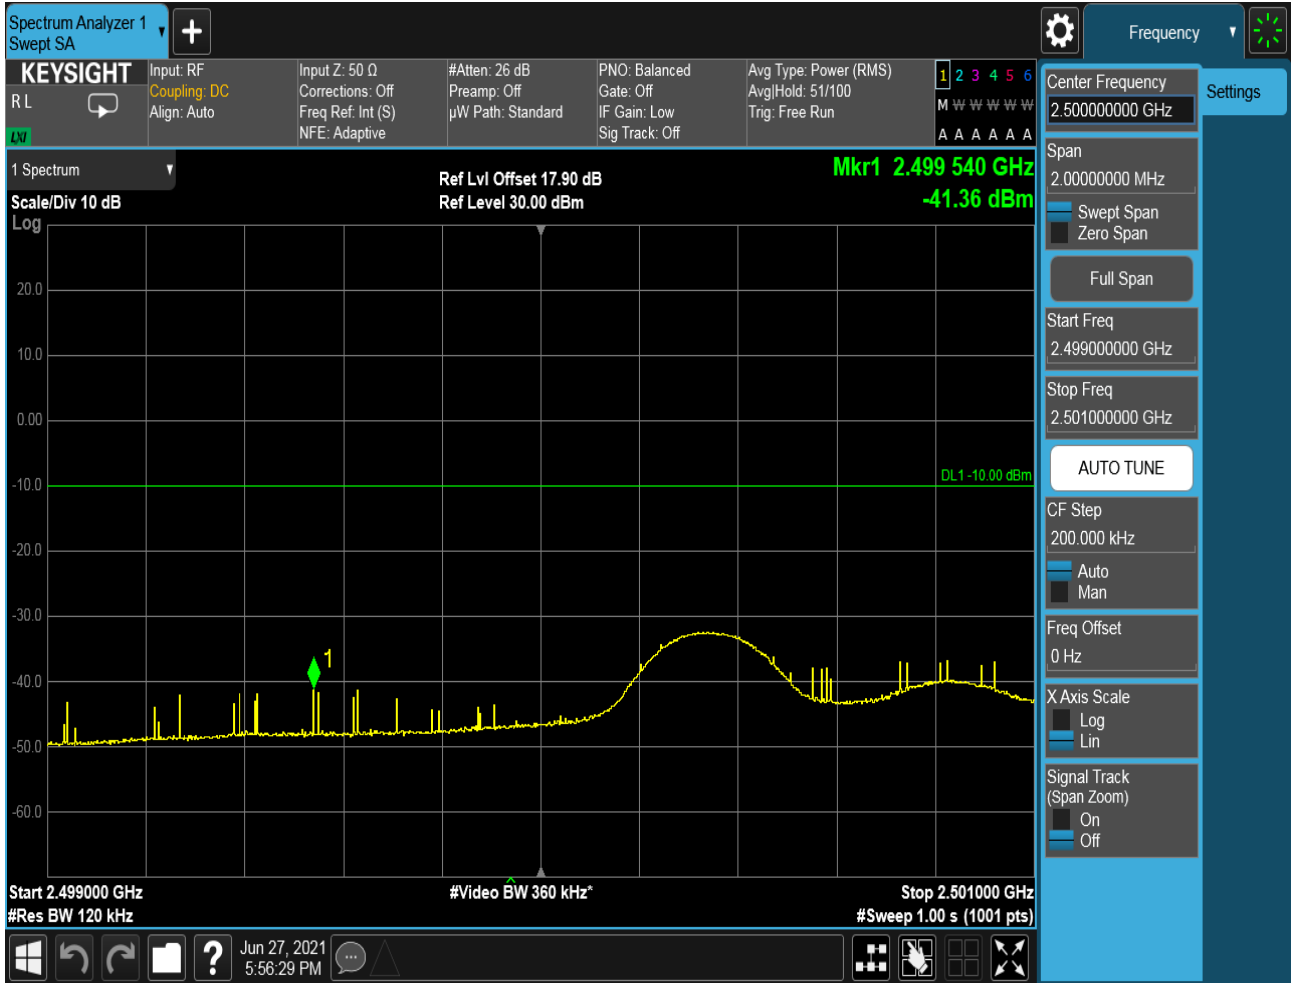 Spectrum Analyzer 1
Swept SA
Frequency
KEYSIGHT
R L
LXI
Input: RF
Coupling: DC
Align: Auto
Input Z: 50 Ω
Corrections: Off
Freq Ref: Int (S)
NFE: Adaptive
#Atten: 26 dB
Preamp: Off
µW Path: Standard
PNO: Balanced
Gate: Off
IF Gain: Low
Sig Track: Off
Avg Type: Power (RMS)
Avg|Hold: 51/100
Trig: Free Run
1 2 3 4 5 6
M W W W W W
A A A A A A
Center Frequency
2.500000000 GHz
Settings
1 Spectrum
Scale/Div 10 dB
Log
Ref Lvl Offset 17.90 dB
Ref Level 30.00 dBm
Mkr1 2.499 540 GHz
-41.36 dBm
Span
2.00000000 MHz
Swept Span
Zero Span
Full Span
Start Freq
2.499000000 GHz
Stop Freq
2.501000000 GHz
AUTO TUNE
CF Step
200.000 kHz
Auto
Man
Freq Offset
0 Hz
X Axis Scale
Log
Lin
Signal Track
(Span Zoom)
On
Off
20.0
10.0
0.00
-10.0
-20.0
-30.0
-40.0
-50.0
-60.0
DL1 -10.00 dBm
1
Start 2.499000 GHz
#Res BW 120 kHz
#Video BW 360 kHz*
Stop 2.501000 GHz
#Sweep 1.00 s (1001 pts)
?
Jun 27, 2021
5:56:29 PM